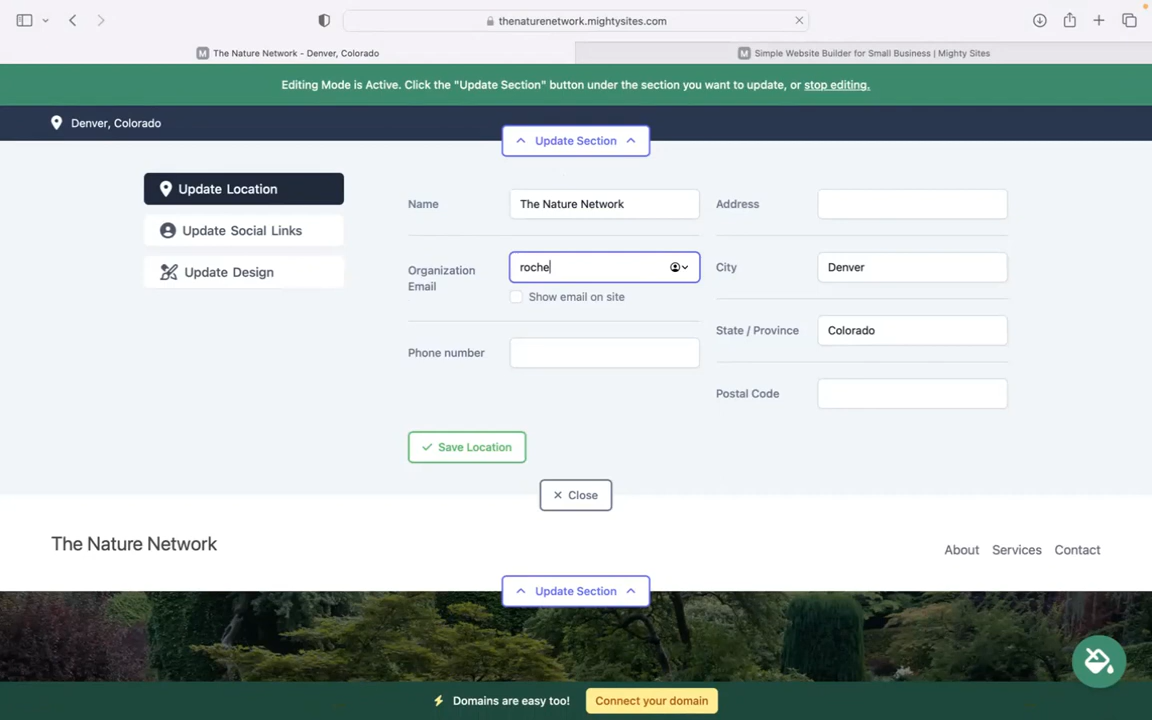 thenaturenetwork.mightysites.com
The Nature Network - Denver, Colorado
Simple Website Builder for Small Business | Mighty Sites
Editing Mode is Active. Click the "Update Section" button under the section you want to update, or stop editing.
Denver, Colorado
Update Section
Update Location
Update Social Links
Update Design
Name
The Nature Network
Address
Organization
Email
roche
City
Denver
Show email on site
State / Province
Colorado
Phone number
Postal Code
Save Location
Close
The Nature Network
About
Services
Contact
Update Section
Domains are easy too!
Connect your domain